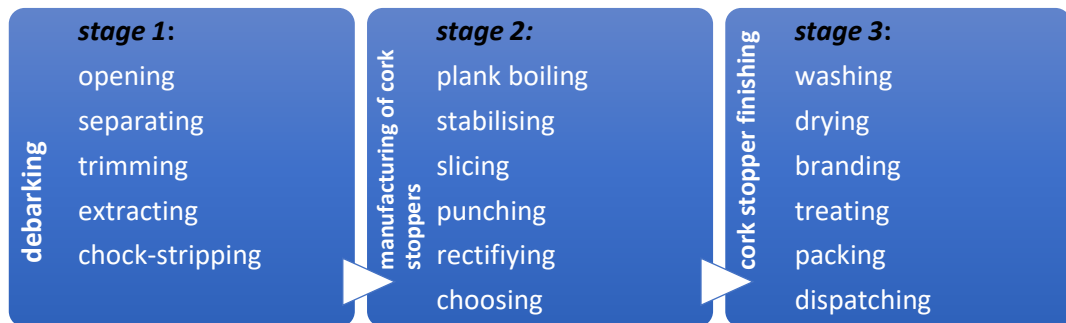 debarking
stage 1:
opening
separating
trimming
extracting
chock-stripping
manufacturing of cork
stoppers
stage 2:
plank boiling
stabilising
slicing
punching
rectifiying
choosing
cork stopper finishing
stage 3:
washing
drying
branding
treating
packing
dispatching